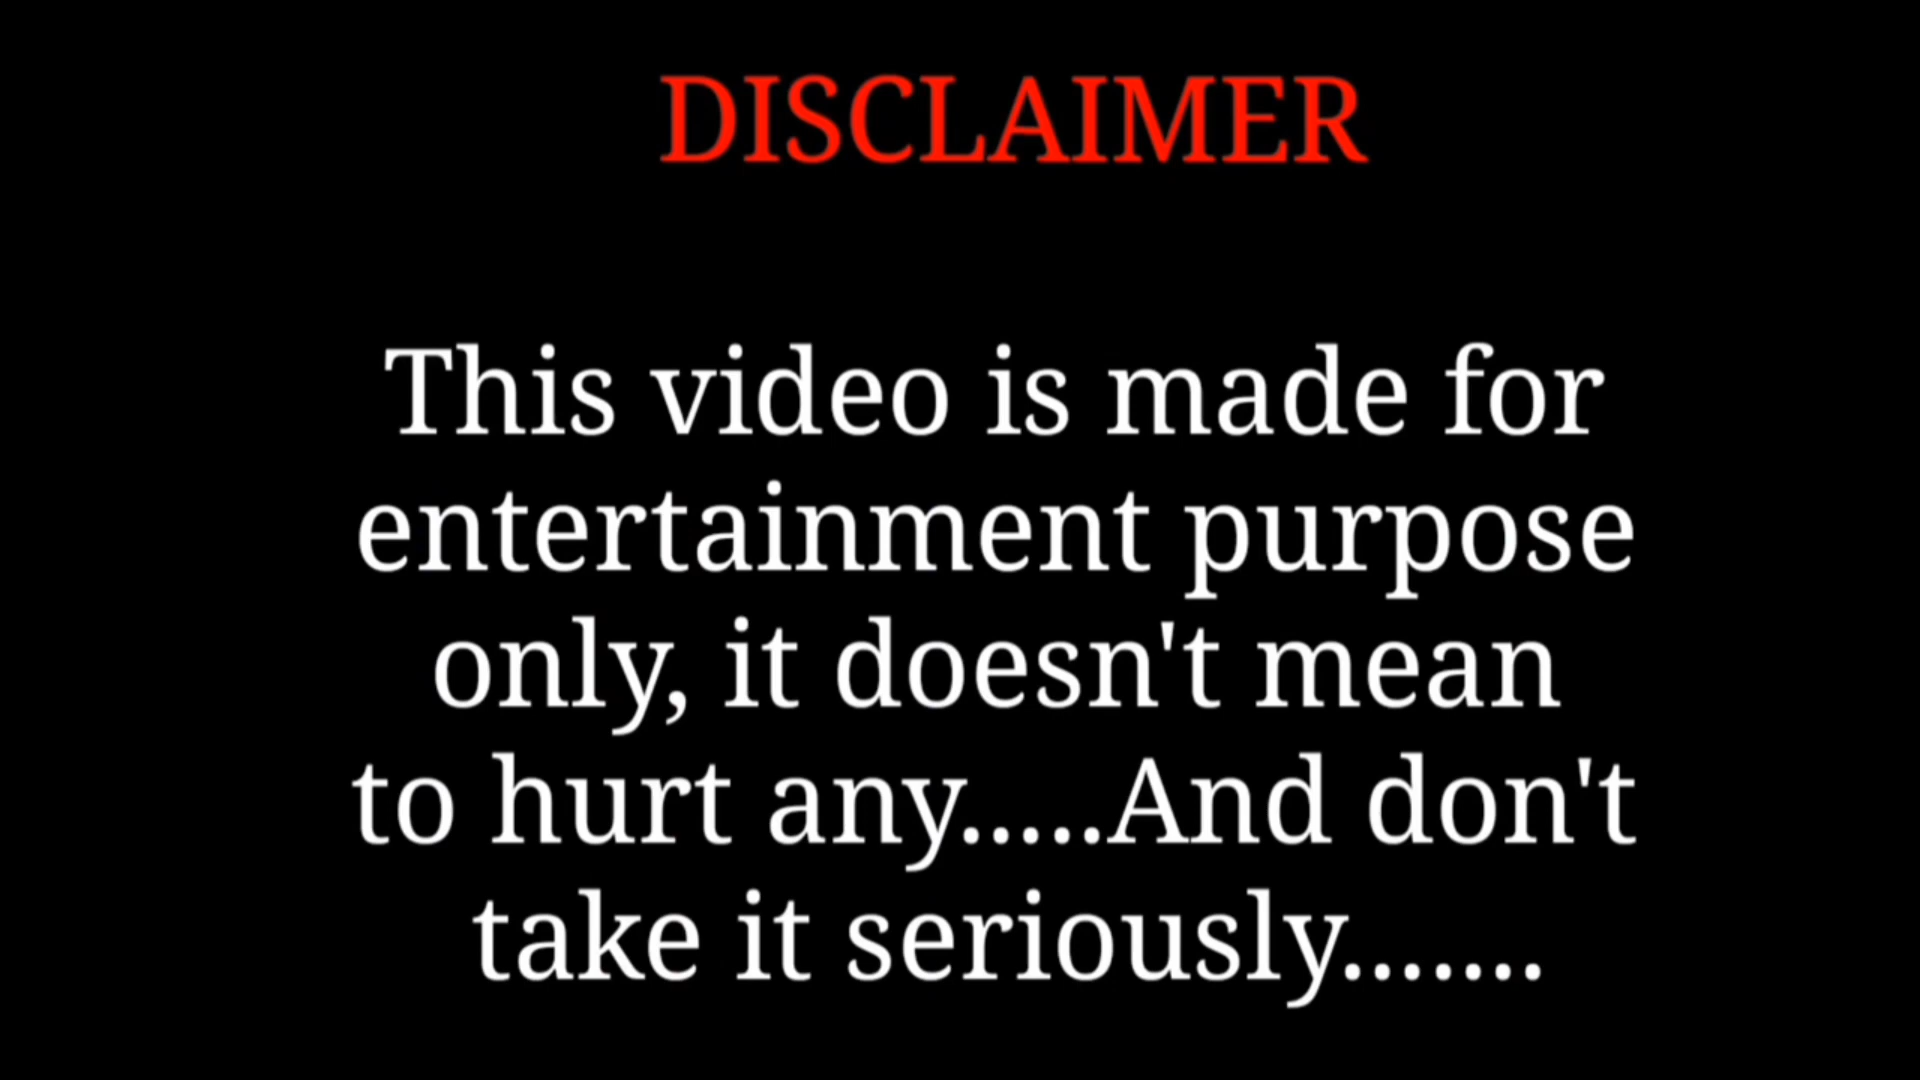 DISCLAIMER
This video is made for
entertainment purpose
only, it doesn't mean
to hurt any.....And don't
take it seriously.......